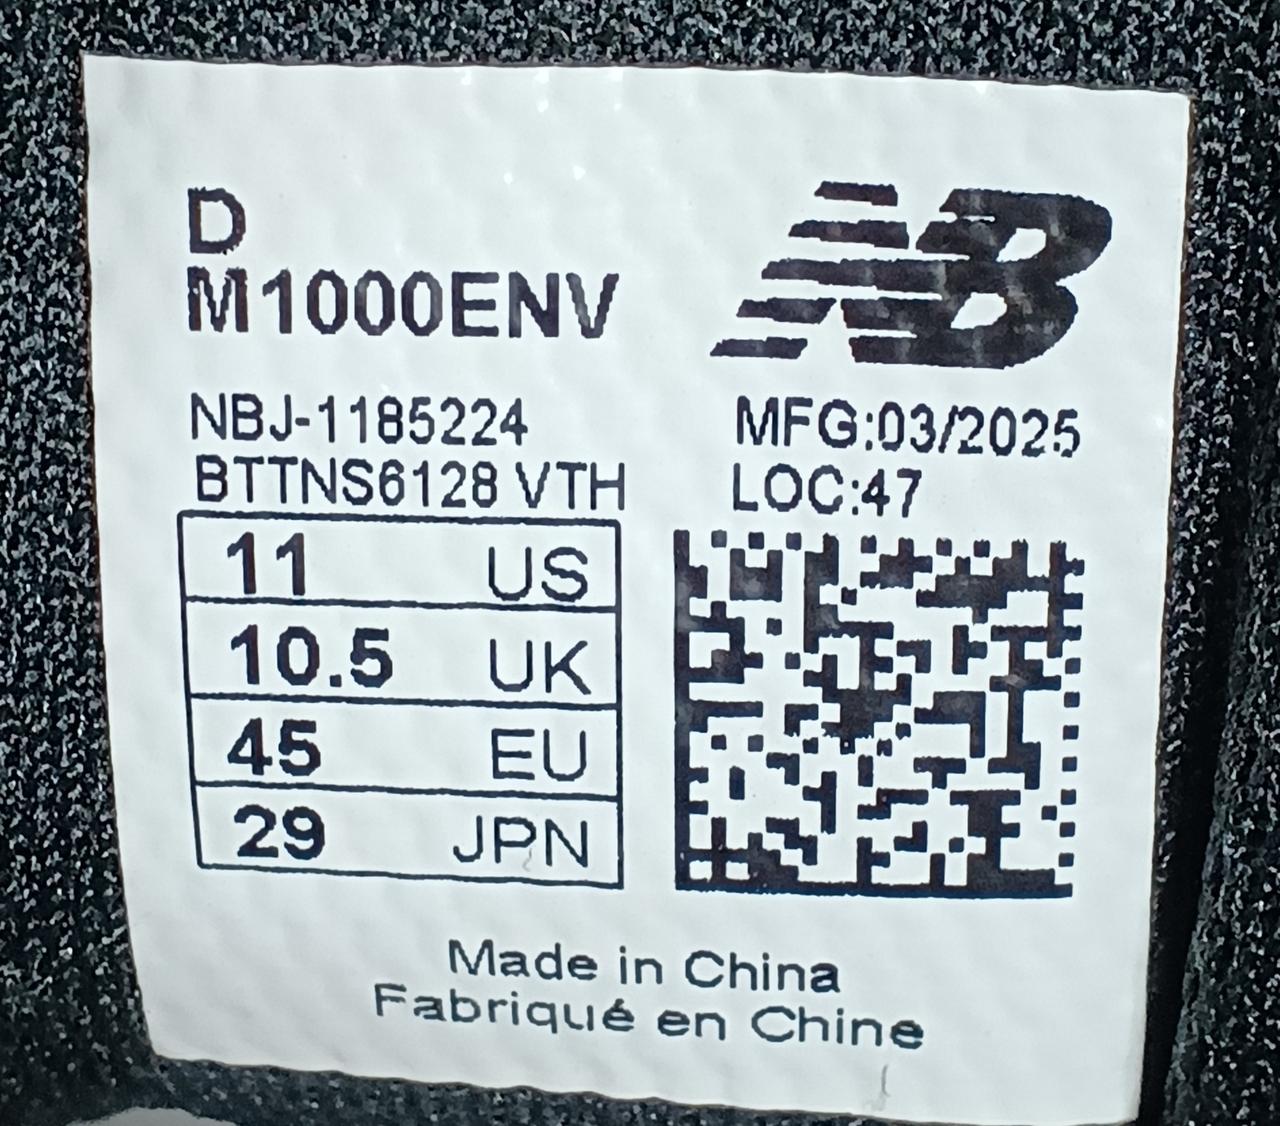 D
M1000ENV
NB
NBJ-1185224
MFG:03/2025
BTTNS6128 VTH
LOC:47
11 US
10.5 UK
45 EU
29 JPN
Made in China
Fabriqué en Chine